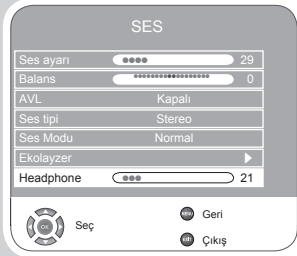 SES
Ses ayarı 29
Balans 0
AVL Kapalı
Ses tipi Stereo
Ses Modu Normal
Ekolayzer
Headphone 21
OK Seç
MENU Geri
EXIT Çıkış